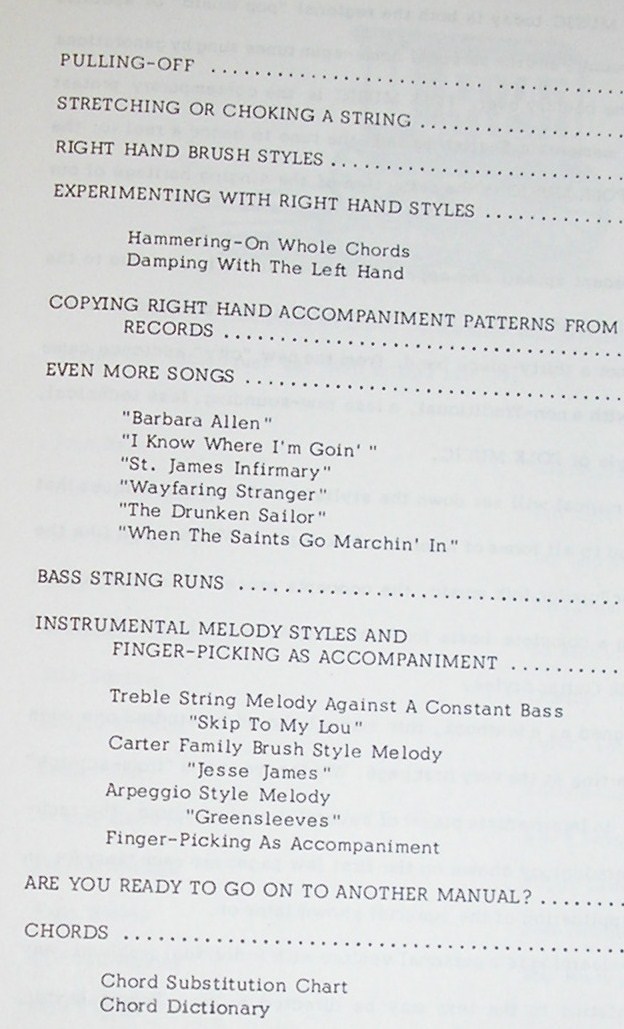 PULLING-OFF ..........
STRETCHING OR CHOKING A STRING ..........
RIGHT HAND BRUSH STYLES ..........
EXPERIMENTING WITH RIGHT HAND STYLES ..........
Hammering-On Whole Chords
Damping With The Left Hand
COPYING RIGHT HAND ACCOMPANIMENT PATTERNS FROM
RECORDS ..........
EVEN MORE SONGS ..........
"Barbara Allen"
"I Know Where I'm Goin' "
"St. James Infirmary"
"Wayfaring Stranger"
"The Drunken Sailor"
"When The Saints Go Marchin' In"
BASS STRING RUNS ..........
INSTRUMENTAL MELODY STYLES AND
FINGER-PICKING AS ACCOMPANIMENT ..........
Treble String Melody Against A Constant Bass
"Skip To My Lou"
Carter Family Brush Style Melody
"Jesse James"
Arpeggio Style Melody
"Greensleeves"
Finger-Picking As Accompaniment
ARE YOU READY TO GO ON TO ANOTHER MANUAL? ..........
CHORDS ..........
Chord Substitution Chart
Chord Dictionary